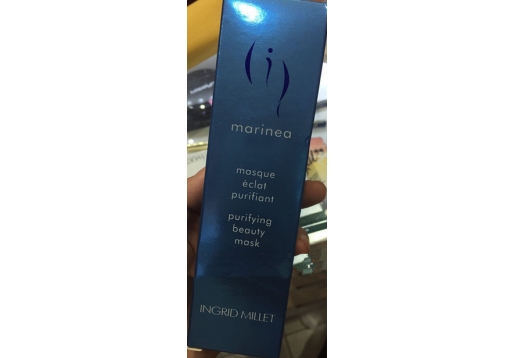 marinea
masque
éclat
purifiant
purifying
beauty
mask
INGRID MILLET